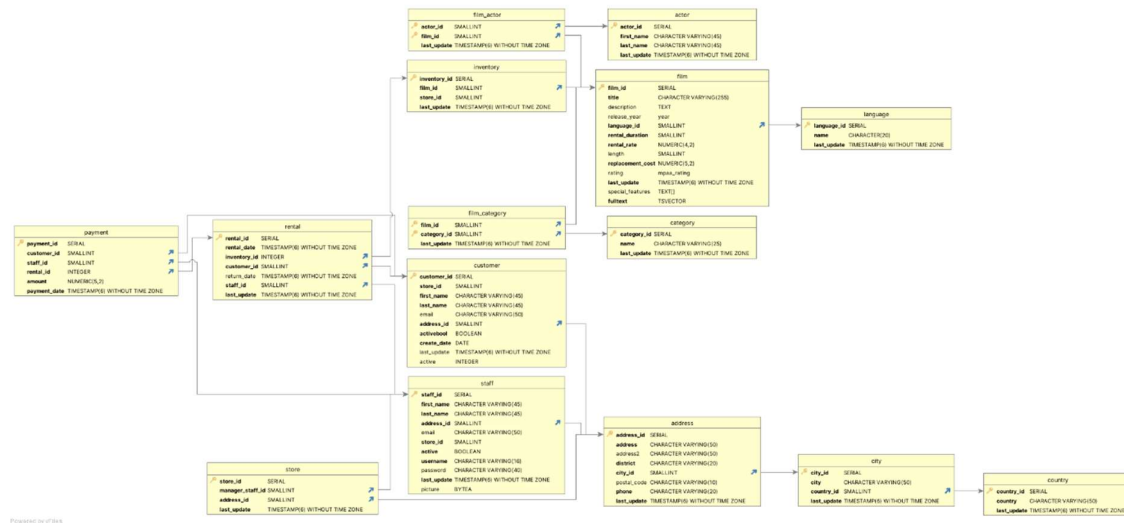 film_actor
actor_id SMALLINT
film_id SMALLINT
last_update TIMESTAMP(6) WITHOUT TIME ZONE
actor
actor_id SERIAL
first_name CHARACTER VARYING(45)
last_name CHARACTER VARYING(45)
last_update TIMESTAMP(6) WITHOUT TIME ZONE
inventory
inventory_id SERIAL
film_id SMALLINT
store_id SMALLINT
last_update TIMESTAMP(6) WITHOUT TIME ZONE
film
film_id SERIAL
title CHARACTER VARYING(255)
description TEXT
release_year year
language_id SMALLINT
rental_duration SMALLINT
rental_rate NUMERIC(4,2)
length SMALLINT
replacement_cost NUMERIC(5,2)
rating mpaa_rating
last_update TIMESTAMP(6) WITHOUT TIME ZONE
special_features TEXT[]
fulltext TSVECTOR
language
language_id SERIAL
name CHARACTER(20)
last_update TIMESTAMP(6) WITHOUT TIME ZONE
film_category
film_id SMALLINT
category_id SMALLINT
last_update TIMESTAMP(6) WITHOUT TIME ZONE
category
category_id SERIAL
name CHARACTER VARYING(25)
last_update TIMESTAMP(6) WITHOUT TIME ZONE
payment
payment_id SERIAL
customer_id SMALLINT
staff_id SMALLINT
rental_id INTEGER
amount NUMERIC(5,2)
payment_date TIMESTAMP(6) WITHOUT TIME ZONE
rental
rental_id SERIAL
rental_date TIMESTAMP(6) WITHOUT TIME ZONE
inventory_id INTEGER
customer_id SMALLINT
return_date TIMESTAMP(6) WITHOUT TIME ZONE
staff_id SMALLINT
last_update TIMESTAMP(6) WITHOUT TIME ZONE
customer
customer_id SERIAL
store_id SMALLINT
first_name CHARACTER VARYING(45)
last_name CHARACTER VARYING(45)
email CHARACTER VARYING(50)
address_id SMALLINT
activebool BOOLEAN
create_date DATE
last_update TIMESTAMP(6) WITHOUT TIME ZONE
active INTEGER
staff
staff_id SERIAL
first_name CHARACTER VARYING(45)
last_name CHARACTER VARYING(45)
address_id SMALLINT
email CHARACTER VARYING(50)
store_id SMALLINT
active BOOLEAN
username CHARACTER VARYING(16)
password CHARACTER VARYING(40)
last_update TIMESTAMP(6) WITHOUT TIME ZONE
picture BYTEA
store
store_id SERIAL
manager_staff_id SMALLINT
address_id SMALLINT
last_update TIMESTAMP(6) WITHOUT TIME ZONE
address
address_id SERIAL
address CHARACTER VARYING(50)
address2 CHARACTER VARYING(50)
district CHARACTER VARYING(20)
city_id SMALLINT
postal_code CHARACTER VARYING(10)
phone CHARACTER VARYING(20)
last_update TIMESTAMP(6) WITHOUT TIME ZONE
city
city_id SERIAL
city CHARACTER VARYING(50)
country_id SMALLINT
last_update TIMESTAMP(6) WITHOUT TIME ZONE
country
country_id SERIAL
country CHARACTER VARYING(50)
last_update TIMESTAMP(6) WITHOUT TIME ZONE
Powered by yFiles